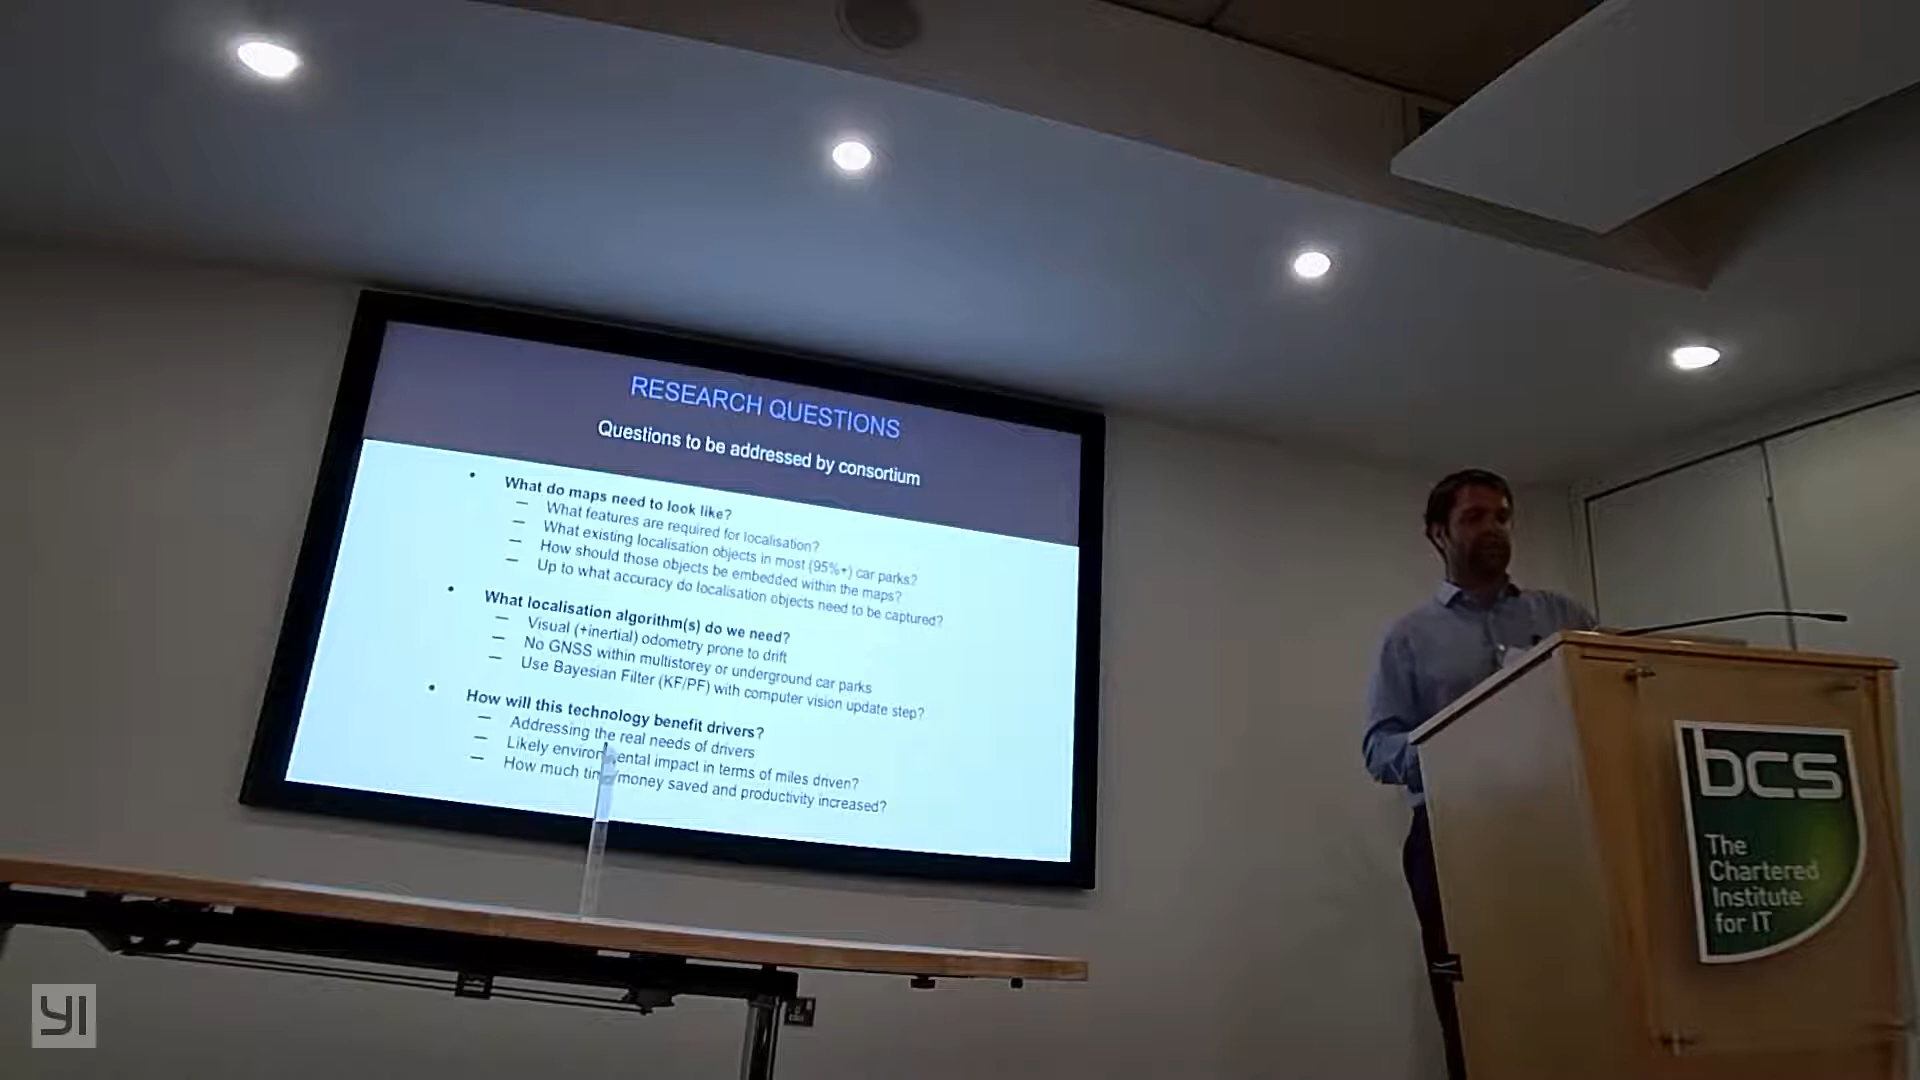 RESEARCH QUESTIONS
Questions to be addressed by consortium
• What do maps need to look like?
– What features are required for localisation?
– What existing localisation objects in most (95%+) car parks?
– How should those objects be embedded within the maps?
– Up to what accuracy do localisation objects need to be captured?
• What localisation algorithm(s) do we need?
– Visual (+inertial) odometry prone to drift
– No GNSS within multistorey or underground car parks
– Use Bayesian Filter (KF/PF) with computer vision update step?
• How will this technology benefit drivers?
– Addressing the real needs of drivers
– Likely environmental impact in terms of miles driven?
– How much time/money saved and productivity increased?
bcs
The
Chartered
Institute
for IT
YI